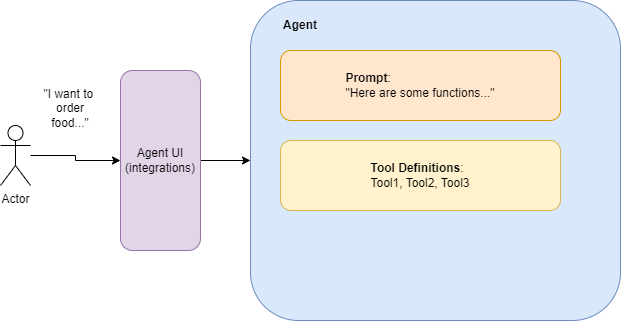 Agent
Prompt:
"Here are some functions..."
"I want to
order
food..."
Agent UI
(integrations)
Tool Definitions:
Tool1, Tool2, Tool3
Actor